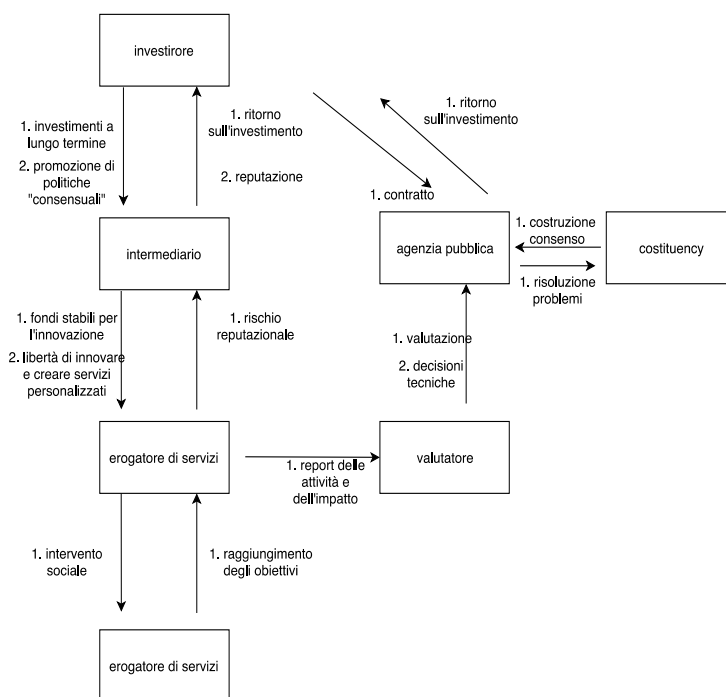 investirore
1. investimenti a
lungo termine
2. promozione di
politiche
"consensuali"
1. ritorno
sull'investimento
2. reputazione
1. ritorno
sull'investimento
1. contratto
intermediario
agenzia pubblica
1. costruzione
consenso
costituency
1. risoluzione
problemi
1. fondi stabili per
l'innovazione
2. libertà di innovare
e creare servizi
personalizzati
1. rischio
reputazionale
1. valutazione
2. decisioni
tecniche
erogatore di servizi
1. report delle
attività e
dell'impatto
valutatore
1. intervento
sociale
1. raggiungimento
degli obiettivi
erogatore di servizi